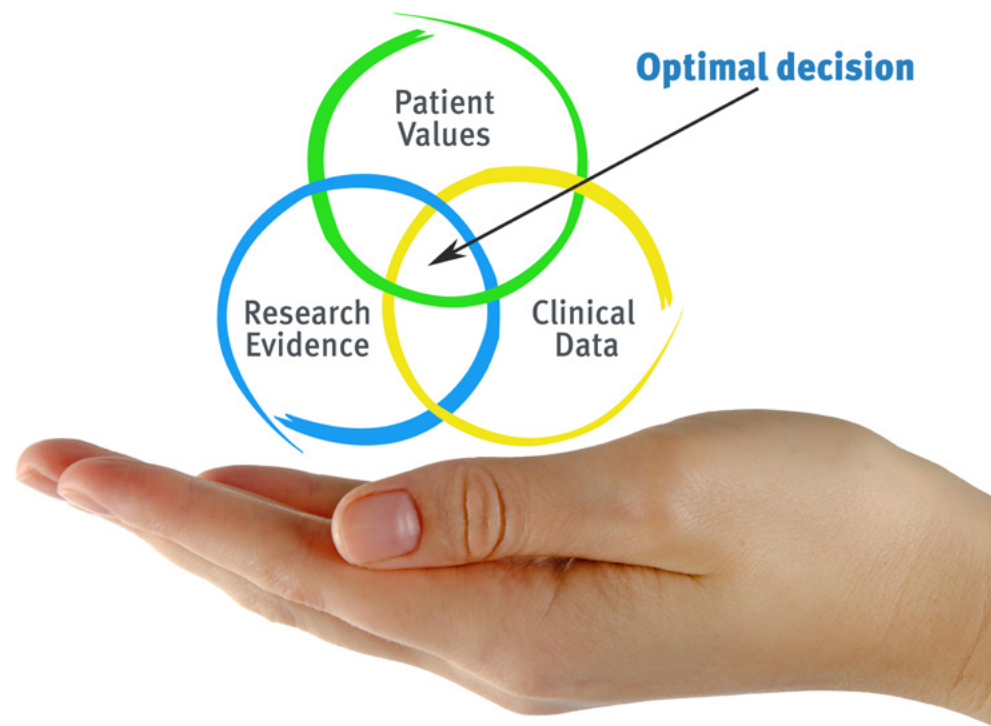 Optimal decision
Patient
Values
Research
Evidence
Clinical
Data